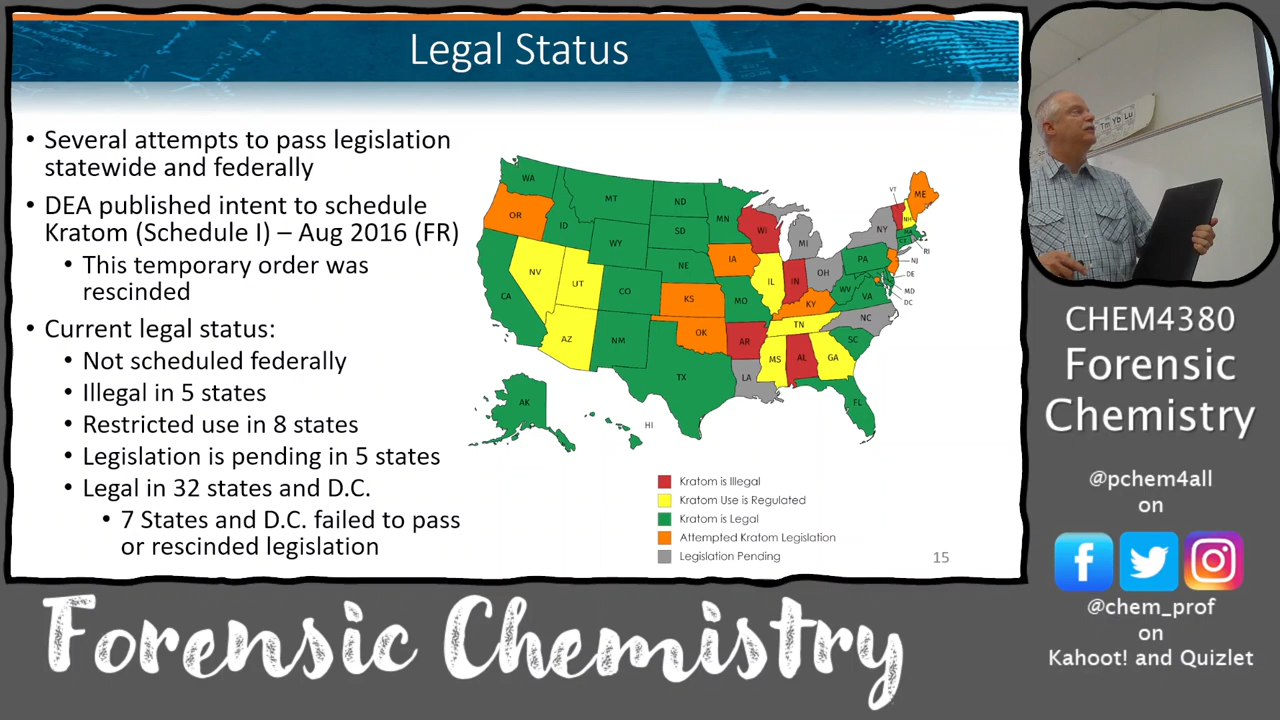 Legal Status
• Several attempts to pass legislation
statewide and federally
• DEA published intent to schedule
Kratom (Schedule I) – Aug 2016 (FR)
• This temporary order was
rescinded
• Current legal status:
• Not scheduled federally
• Illegal in 5 states
• Restricted use in 8 states
• Legislation is pending in 5 states
• Legal in 32 states and D.C.
• 7 States and D.C. failed to pass
or rescinded legislation
WA
MT
ND
MN
VT
ME
OR
ID
SD
WI
NH
WY
MI
NY
MA
CT
RI
NV
NE
IA
PA
NJ
UT
CO
IL
IN
OH
DE
CA
KS
MO
WV
VA
MD
DC
KY
AZ
NM
OK
TN
NC
AR
SC
TX
MS
AL
GA
LA
AK
FL
HI
Kratom is Illegal
Kratom Use is Regulated
Kratom is Legal
Attempted Kratom Legislation
Legislation Pending
15
Tm Yb Lu
CHEM4380
Forensic
Chemistry
@pchem4all
on
@chem_prof
on
Kahoot! and Quizlet
Forensic Chemistry